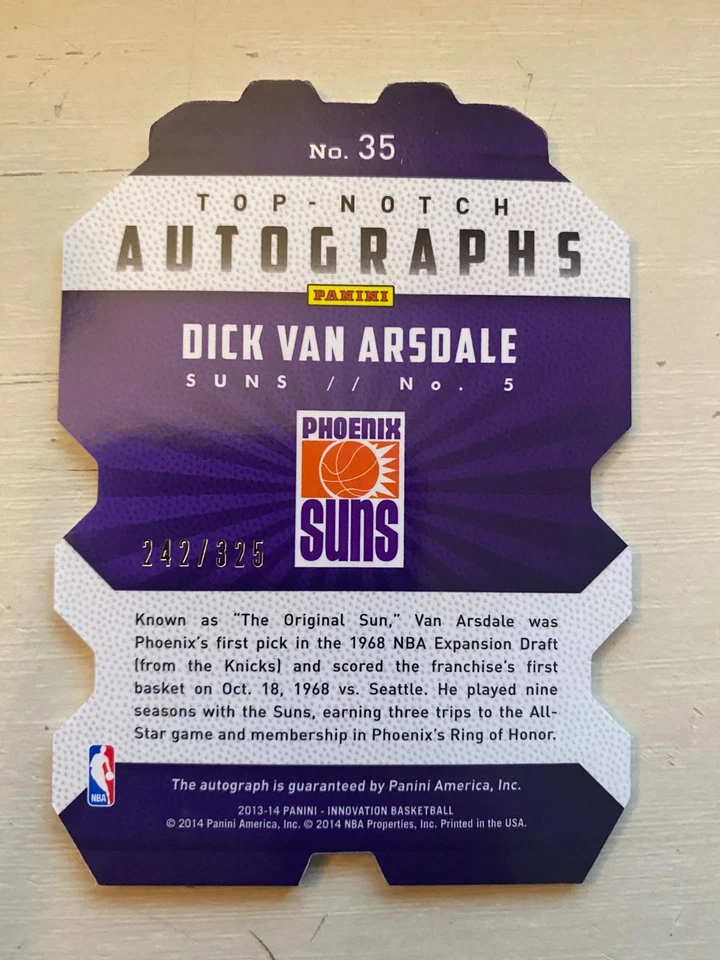 No. 35
TOP-NOTCH
AUTOGRAPHS
PANINI
DICK VAN ARSDALE
SUNS // No. 5
PHOENIX
SUNS
242/325
Known as “The Original Sun,” Van Arsdale was
Phoenix’s first pick in the 1968 NBA Expansion Draft
(from the Knicks) and scored the franchise’s first
basket on Oct. 18, 1968 vs. Seattle. He played nine
seasons with the Suns, earning three trips to the All-
Star game and membership in Phoenix’s Ring of Honor.
NBA
The autograph is guaranteed by Panini America, Inc.
2013-14 PANINI - INNOVATION BASKETBALL
© 2014 Panini America, Inc. © 2014 NBA Properties, Inc. Printed in the USA.